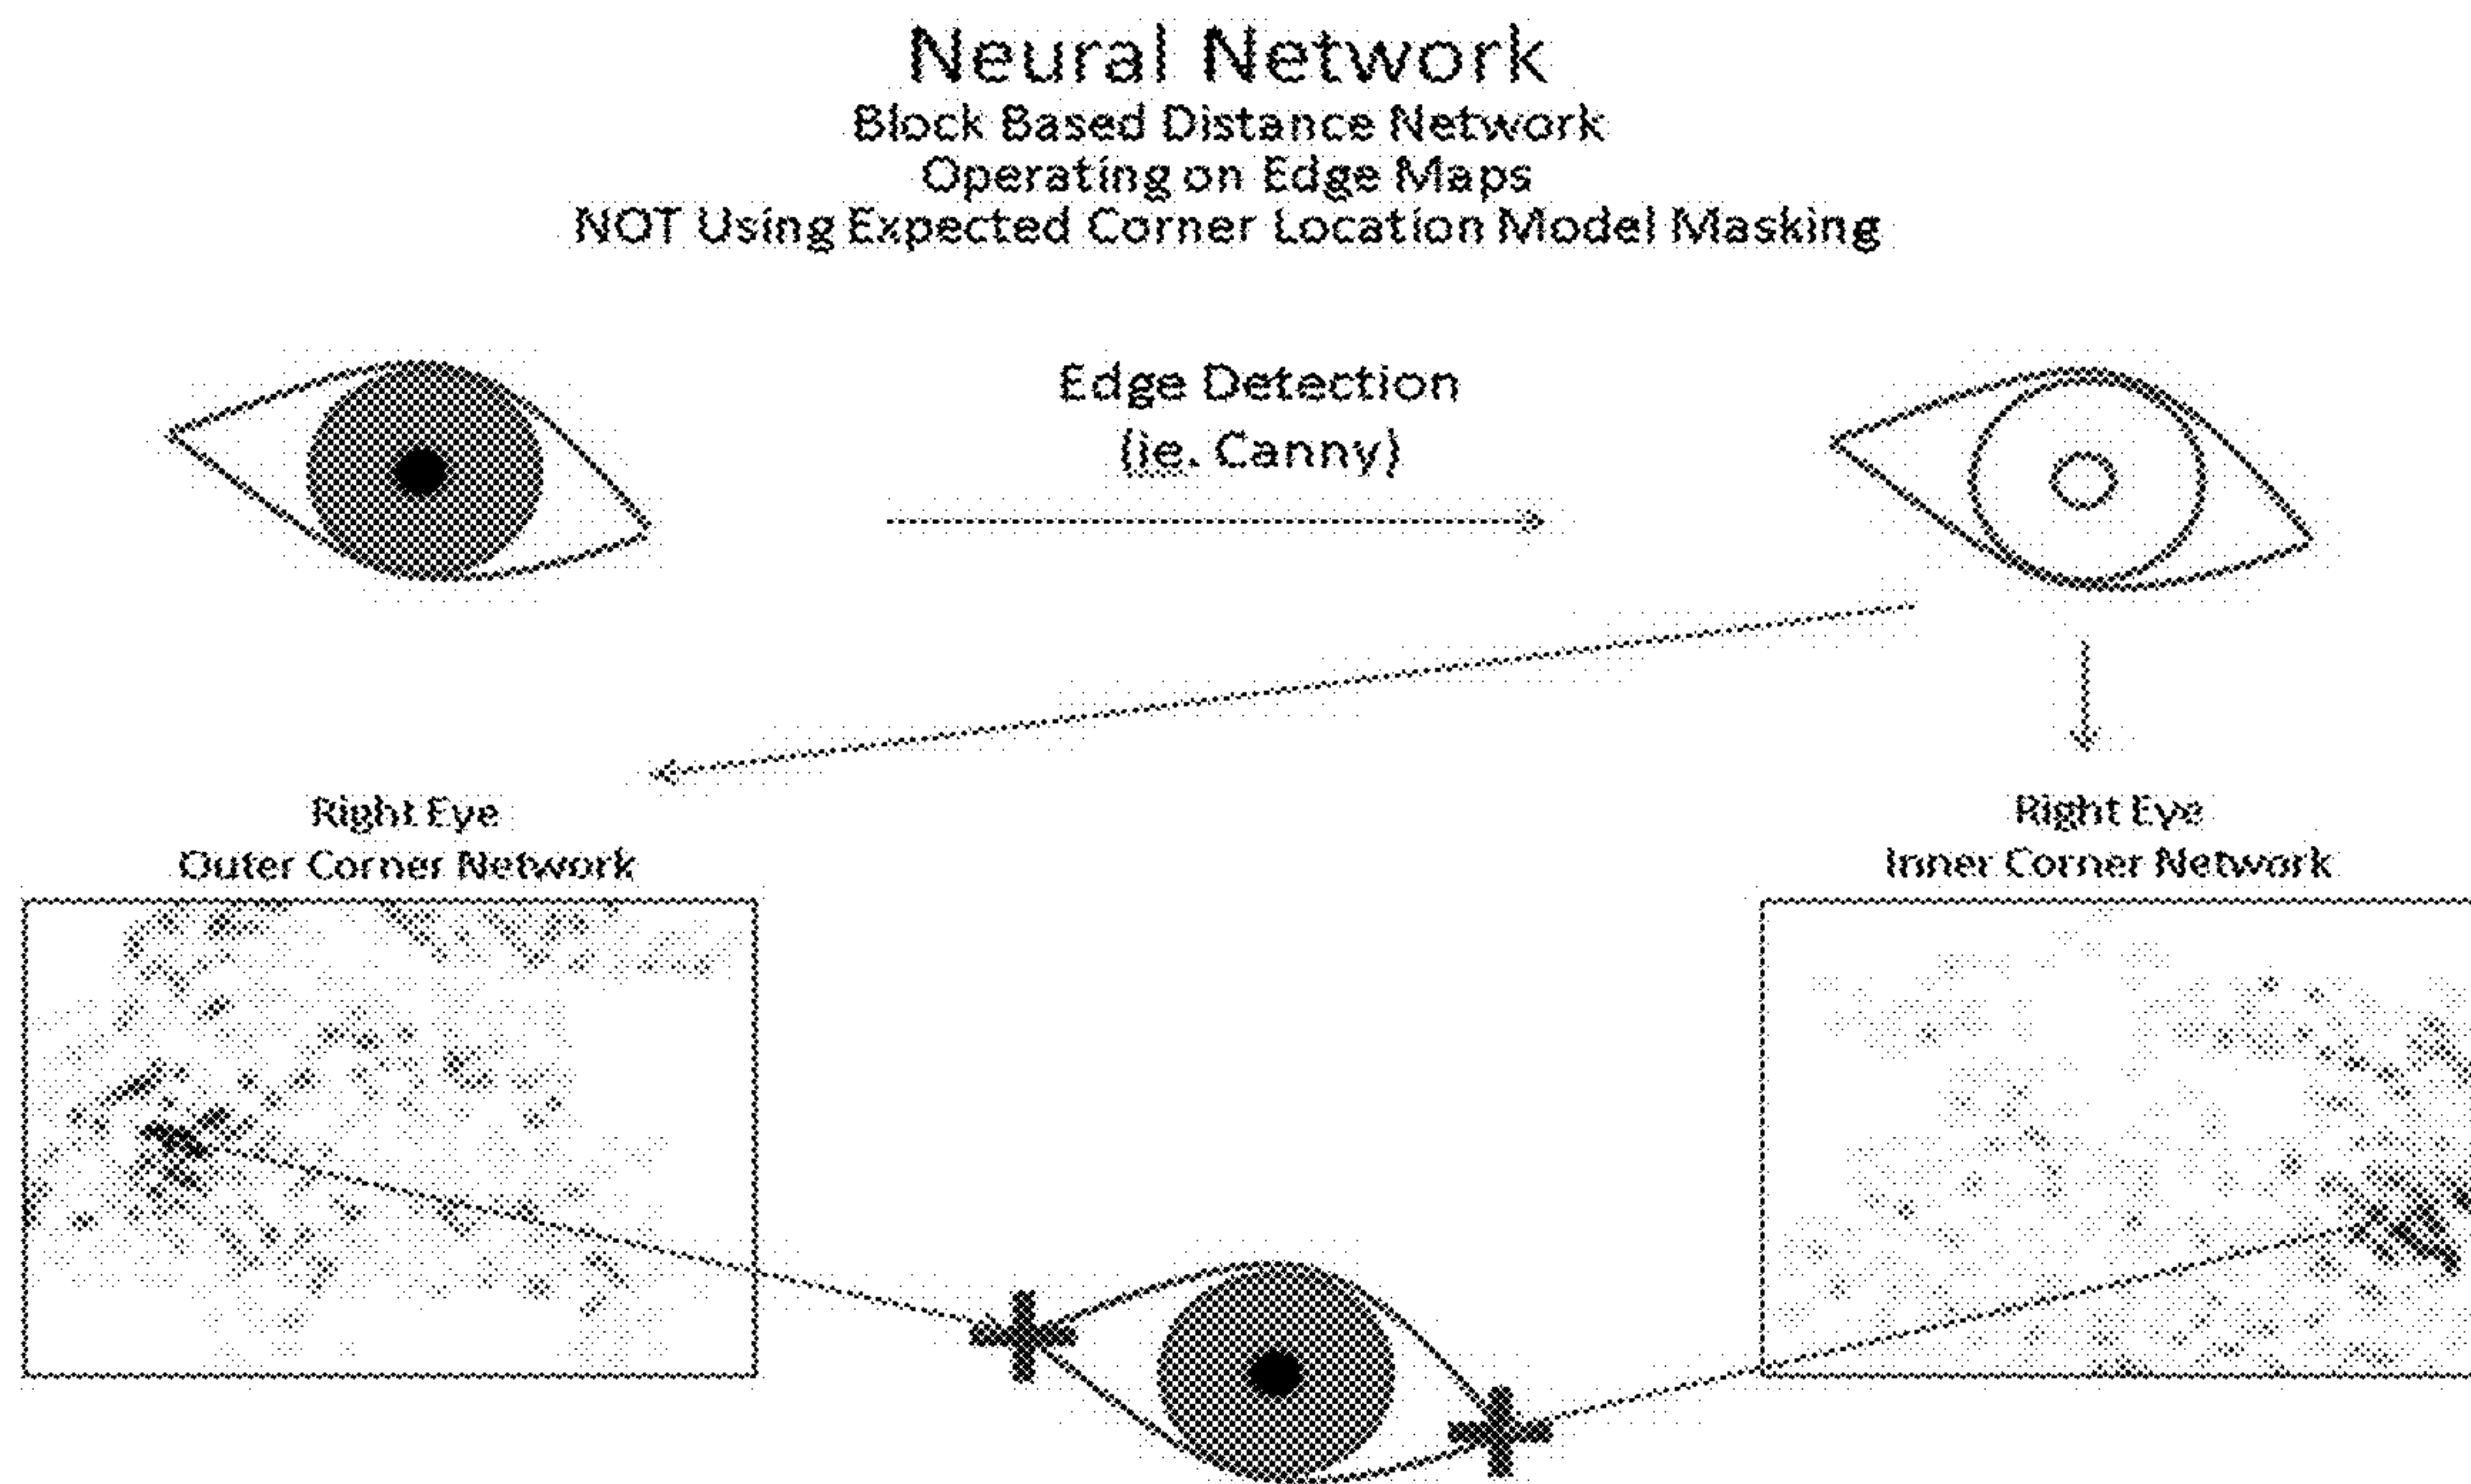 Neural Network
Block Based Distance Network
Operating on Edge Maps
NOT Using Expected Corner Location Model Masking
Edge Detection
(ie. Canny)
Right Eye
Outer Corner Network
Right Eye
Inner Corner Network